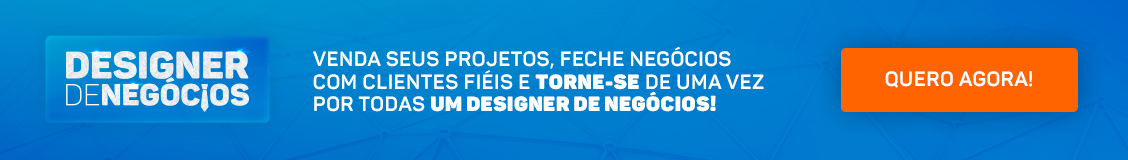 DESIGNER
DENEGÓCIOS
VENDA SEUS PROJETOS, FECHE NEGÓCIOS
COM CLIENTES FIÉIS E TORNE-SE DE UMA VEZ
POR TODAS UM DESIGNER DE NEGÓCIOS!
QUERO AGORA!